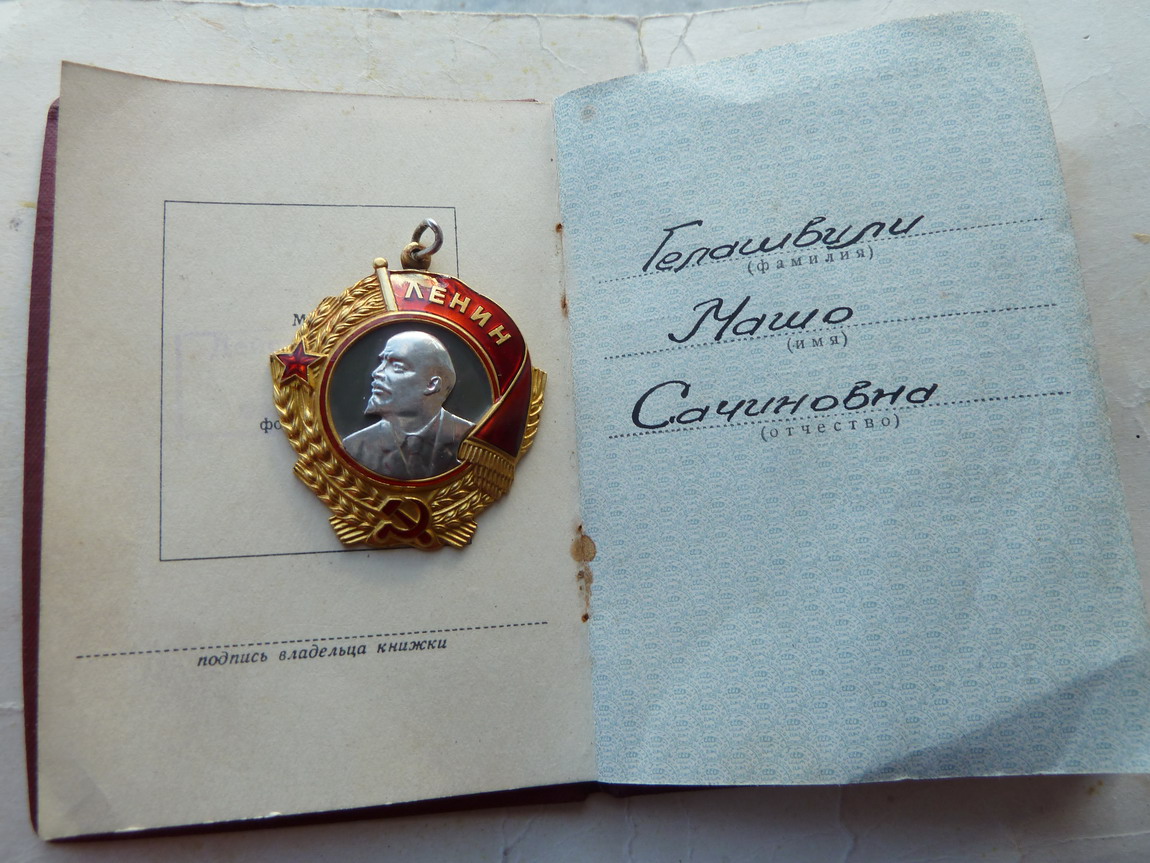 ЛЕНИН
подпись владельца книжки
Гелашвили
(фамилия)
Машо
(имя)
Сачиновна
(отчество)